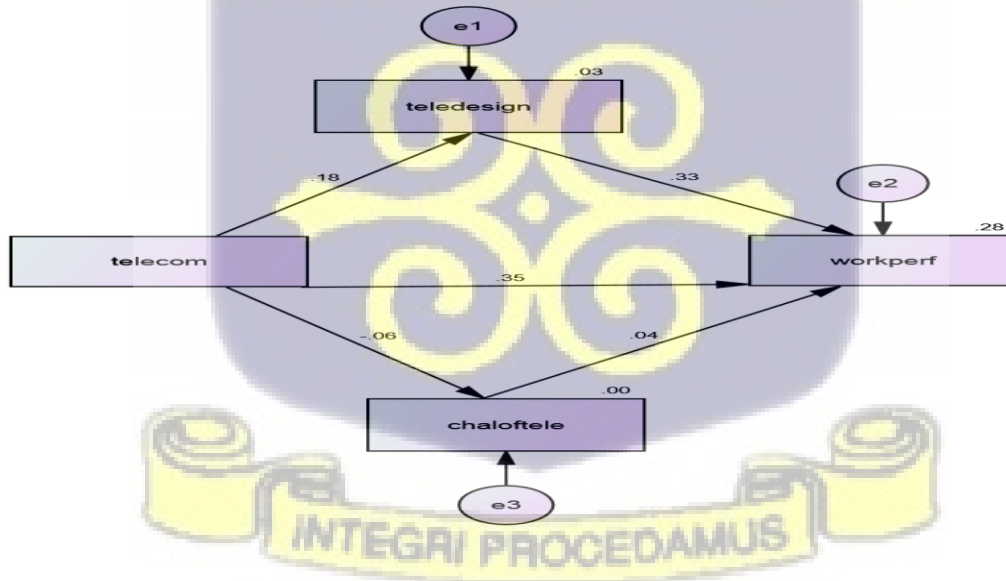 e1
.03
teledesign
.18
.33
e2
.28
telecom
workperf
.35
-.06
.04
.00
chaloftele
e3
INTEGRI PROCEDAMUS